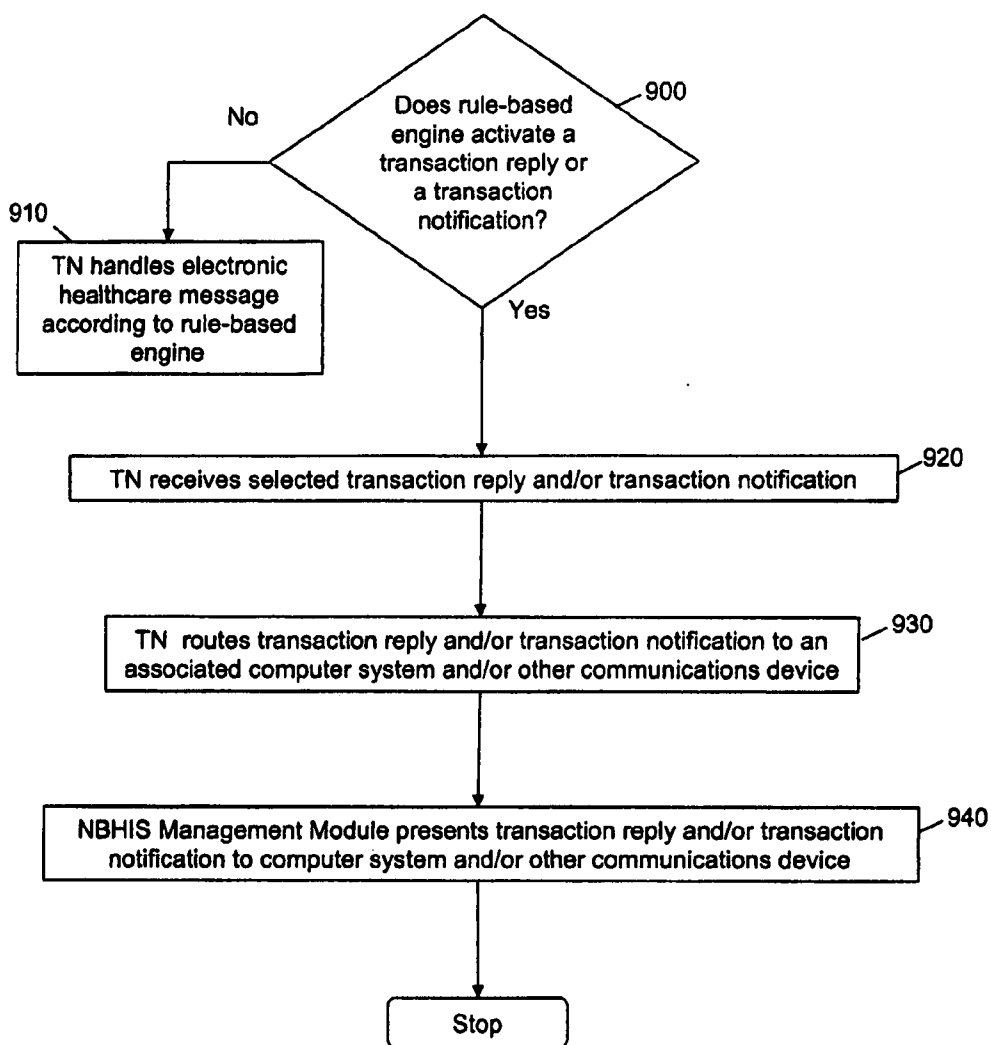 900
Does rule-based
engine activate a
transaction reply or
a transaction
notification?
No
Yes
910
TN handles electronic
healthcare message
according to rule-based
engine
920
TN receives selected transaction reply and/or transaction notification
930
TN routes transaction reply and/or transaction notification to an
associated computer system and/or other communications device
940
NBHIS Management Module presents transaction reply and/or transaction
notification to computer system and/or other communications device
Stop